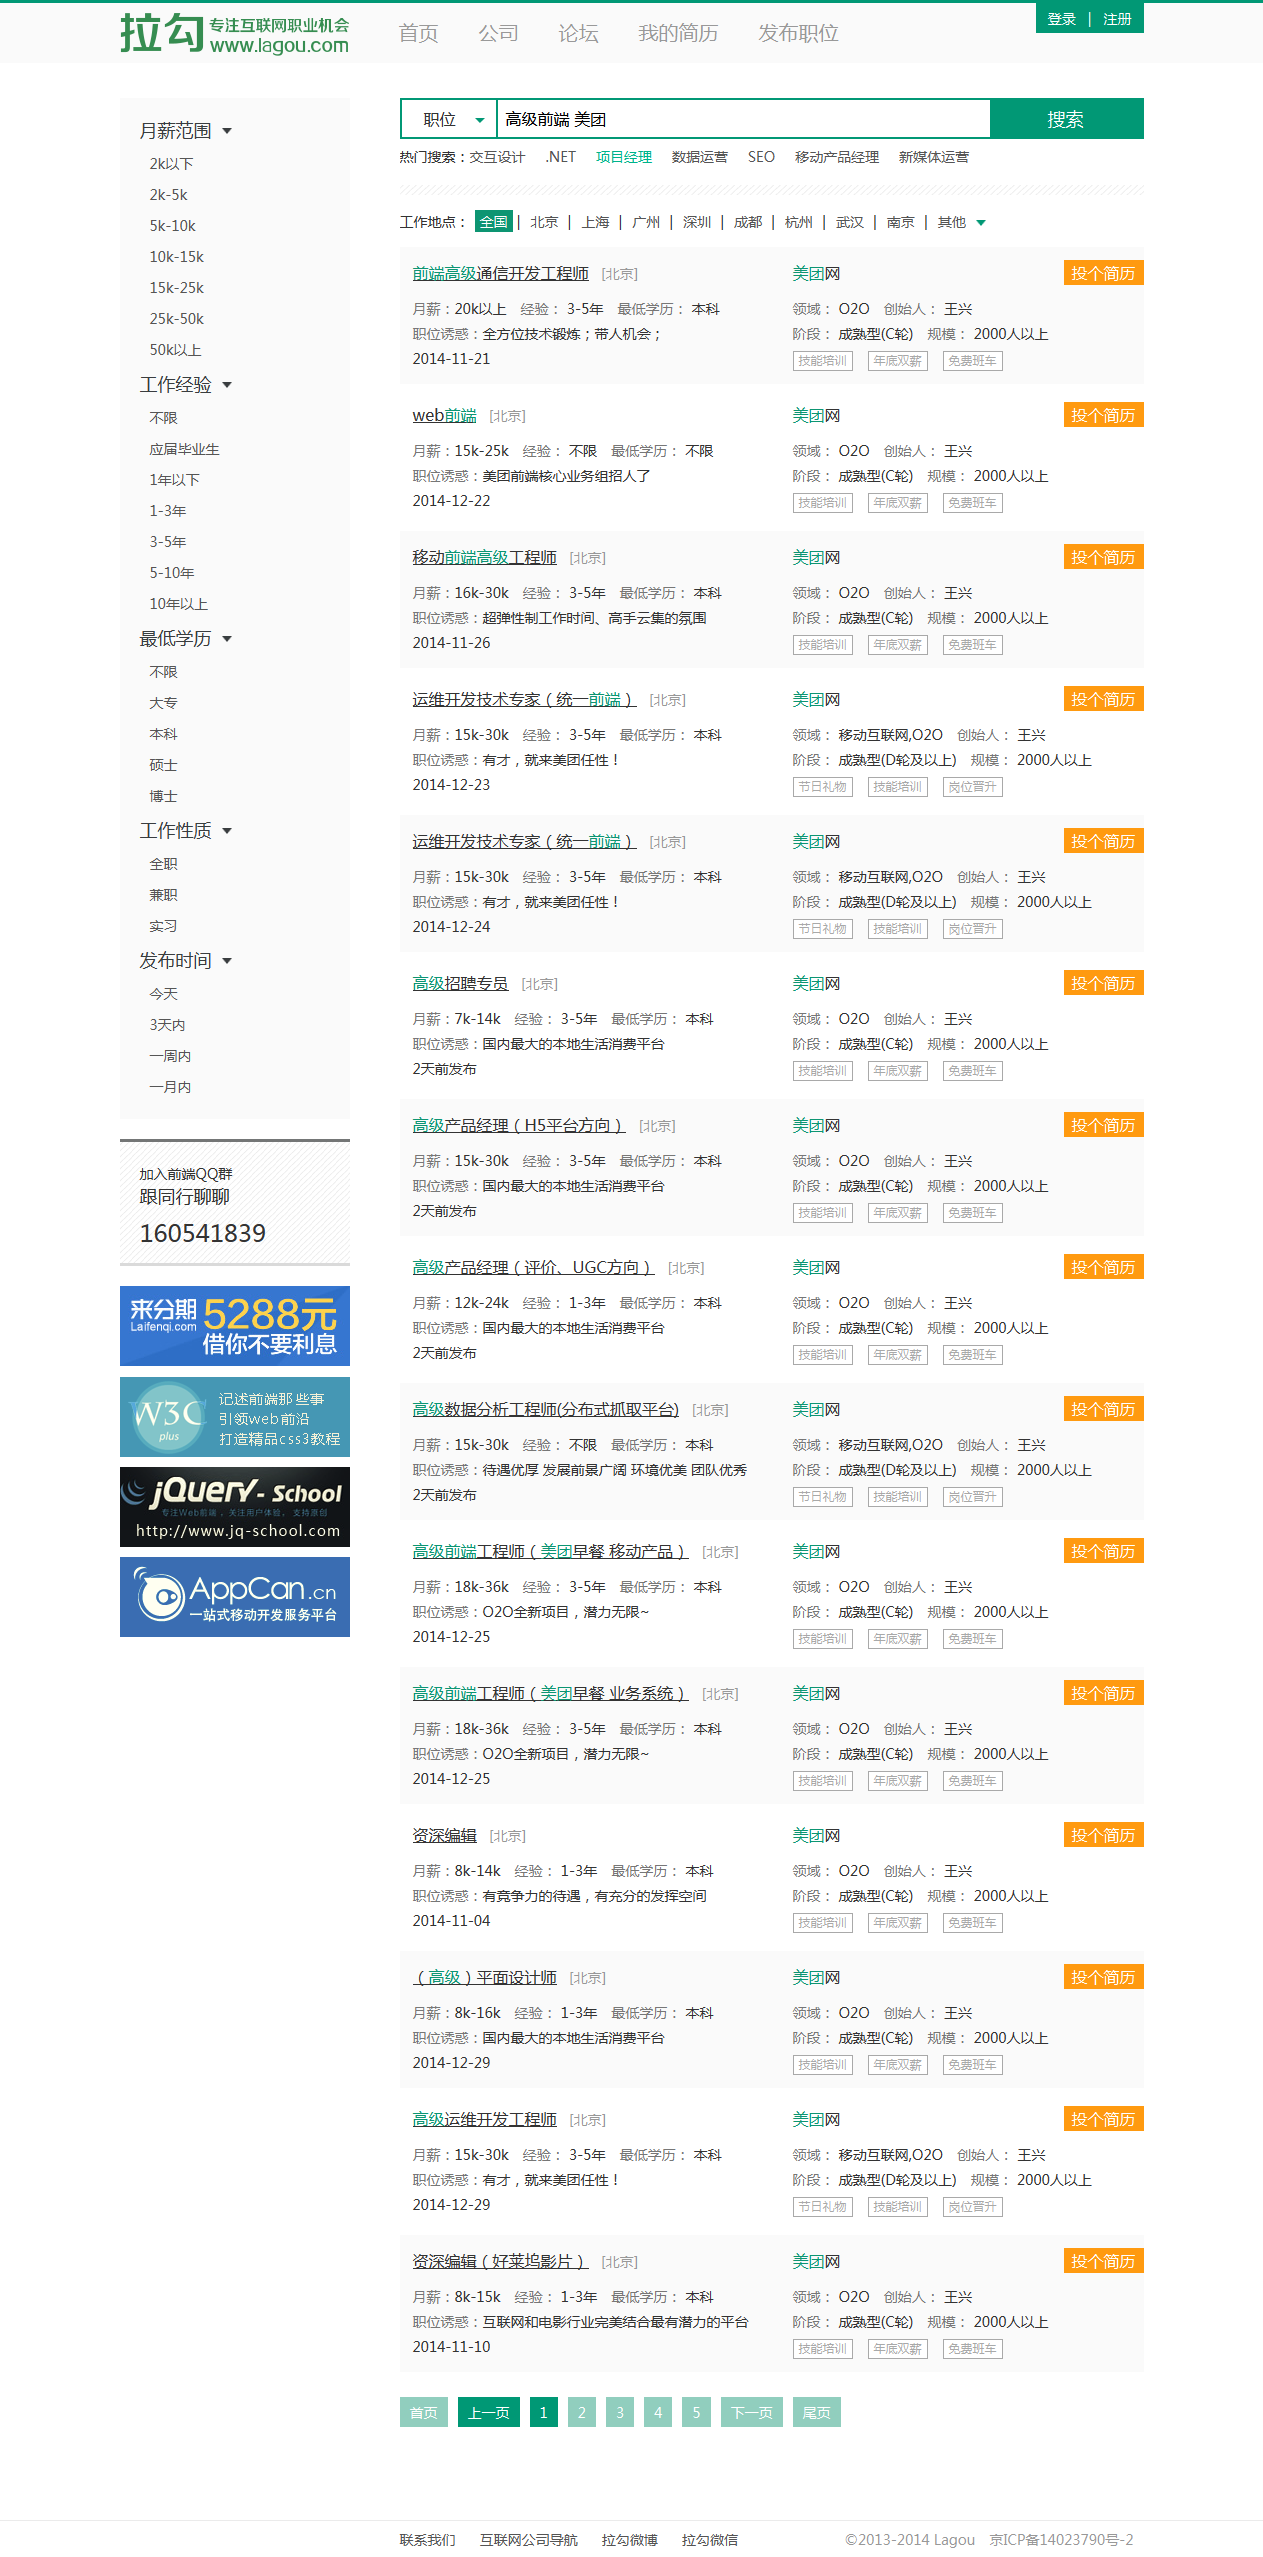 拉勾 专注互联网职业机会
www.lagou.com
首页 公司 论坛 我的简历 发布职位
登录 | 注册
月薪范围
2k以下
2k-5k
5k-10k
10k-15k
15k-25k
25k-50k
50k以上
工作经验
不限
应届毕业生
1年以下
1-3年
3-5年
5-10年
10年以上
最低学历
不限
大专
本科
硕士
博士
工作性质
全职
兼职
实习
发布时间
今天
3天内
一周内
一月内
加入前端QQ群
跟同行聊聊
160541839
来分期 5288元
Laifenqi.com
借你不要利息
W3C plus
记述前端那些事
引领web前沿
打造精品css3教程
jQuery- School
专注Web前端，关注用户体验，支持原创
http://www.jq-school.com
AppCan.cn
一站式移动开发服务平台
职位 高级前端 美团 搜索
热门搜索：交互设计 .NET 项目经理 数据运营 SEO 移动产品经理 新媒体运营
工作地点： 全国 | 北京 | 上海 | 广州 | 深圳 | 成都 | 杭州 | 武汉 | 南京 | 其他
前端高级通信开发工程师 [北京] 美团网 投个简历
月薪：20k以上 经验： 3-5年 最低学历： 本科 领域： O2O 创始人： 王兴
职位诱惑：全方位技术锻炼；带人机会； 阶段： 成熟型(C轮) 规模： 2000人以上
2014-11-21 技能培训 年底双薪 免费班车
web前端 [北京] 美团网 投个简历
月薪：15k-25k 经验： 不限 最低学历： 不限 领域： O2O 创始人： 王兴
职位诱惑：美团前端核心业务组招人了 阶段： 成熟型(C轮) 规模： 2000人以上
2014-12-22 技能培训 年底双薪 免费班车
移动前端高级工程师 [北京] 美团网 投个简历
月薪：16k-30k 经验： 3-5年 最低学历： 本科 领域： O2O 创始人： 王兴
职位诱惑：超弹性制工作时间、高手云集的氛围 阶段： 成熟型(C轮) 规模： 2000人以上
2014-11-26 技能培训 年底双薪 免费班车
运维开发技术专家（统一前端） [北京] 美团网 投个简历
月薪：15k-30k 经验： 3-5年 最低学历： 本科 领域： 移动互联网,O2O 创始人： 王兴
职位诱惑：有才，就来美团任性！ 阶段： 成熟型(D轮及以上) 规模： 2000人以上
2014-12-23 节日礼物 技能培训 岗位晋升
运维开发技术专家（统一前端） [北京] 美团网 投个简历
月薪：15k-30k 经验： 3-5年 最低学历： 本科 领域： 移动互联网,O2O 创始人： 王兴
职位诱惑：有才，就来美团任性！ 阶段： 成熟型(D轮及以上) 规模： 2000人以上
2014-12-24 节日礼物 技能培训 岗位晋升
高级招聘专员 [北京] 美团网 投个简历
月薪：7k-14k 经验： 3-5年 最低学历： 本科 领域： O2O 创始人： 王兴
职位诱惑：国内最大的本地生活消费平台 阶段： 成熟型(C轮) 规模： 2000人以上
2天前发布 技能培训 年底双薪 免费班车
高级产品经理（H5平台方向） [北京] 美团网 投个简历
月薪：15k-30k 经验： 3-5年 最低学历： 本科 领域： O2O 创始人： 王兴
职位诱惑：国内最大的本地生活消费平台 阶段： 成熟型(C轮) 规模： 2000人以上
2天前发布 技能培训 年底双薪 免费班车
高级产品经理（评价、UGC方向） [北京] 美团网 投个简历
月薪：12k-24k 经验： 1-3年 最低学历： 本科 领域： O2O 创始人： 王兴
职位诱惑：国内最大的本地生活消费平台 阶段： 成熟型(C轮) 规模： 2000人以上
2天前发布 技能培训 年底双薪 免费班车
高级数据分析工程师(分布式抓取平台) [北京] 美团网 投个简历
月薪：15k-30k 经验： 不限 最低学历： 本科 领域： 移动互联网,O2O 创始人： 王兴
职位诱惑：待遇优厚 发展前景广阔 环境优美 团队优秀 阶段： 成熟型(D轮及以上) 规模： 2000人以上
2天前发布 节日礼物 技能培训 岗位晋升
高级前端工程师（美团早餐 移动产品） [北京] 美团网 投个简历
月薪：18k-36k 经验： 3-5年 最低学历： 本科 领域： O2O 创始人： 王兴
职位诱惑：O2O全新项目，潜力无限~ 阶段： 成熟型(C轮) 规模： 2000人以上
2014-12-25 技能培训 年底双薪 免费班车
高级前端工程师（美团早餐 业务系统） [北京] 美团网 投个简历
月薪：18k-36k 经验： 3-5年 最低学历： 本科 领域： O2O 创始人： 王兴
职位诱惑：O2O全新项目，潜力无限~ 阶段： 成熟型(C轮) 规模： 2000人以上
2014-12-25 技能培训 年底双薪 免费班车
资深编辑 [北京] 美团网 投个简历
月薪：8k-14k 经验： 1-3年 最低学历： 本科 领域： O2O 创始人： 王兴
职位诱惑：有竞争力的待遇，有充分的发挥空间 阶段： 成熟型(C轮) 规模： 2000人以上
2014-11-04 技能培训 年底双薪 免费班车
（高级）平面设计师 [北京] 美团网 投个简历
月薪：8k-16k 经验： 1-3年 最低学历： 本科 领域： O2O 创始人： 王兴
职位诱惑：国内最大的本地生活消费平台 阶段： 成熟型(C轮) 规模： 2000人以上
2014-12-29 技能培训 年底双薪 免费班车
高级运维开发工程师 [北京] 美团网 投个简历
月薪：15k-30k 经验： 3-5年 最低学历： 本科 领域： 移动互联网,O2O 创始人： 王兴
职位诱惑：有才，就来美团任性！ 阶段： 成熟型(D轮及以上) 规模： 2000人以上
2014-12-29 节日礼物 技能培训 岗位晋升
资深编辑（好莱坞影片） [北京] 美团网 投个简历
月薪：8k-15k 经验： 1-3年 最低学历： 本科 领域： O2O 创始人： 王兴
职位诱惑：互联网和电影行业完美结合最有潜力的平台 阶段： 成熟型(C轮) 规模： 2000人以上
2014-11-10 技能培训 年底双薪 免费班车
首页 上一页 1 2 3 4 5 下一页 尾页
联系我们 互联网公司导航 拉勾微博 拉勾微信 ©2013-2014 Lagou 京ICP备14023790号-2